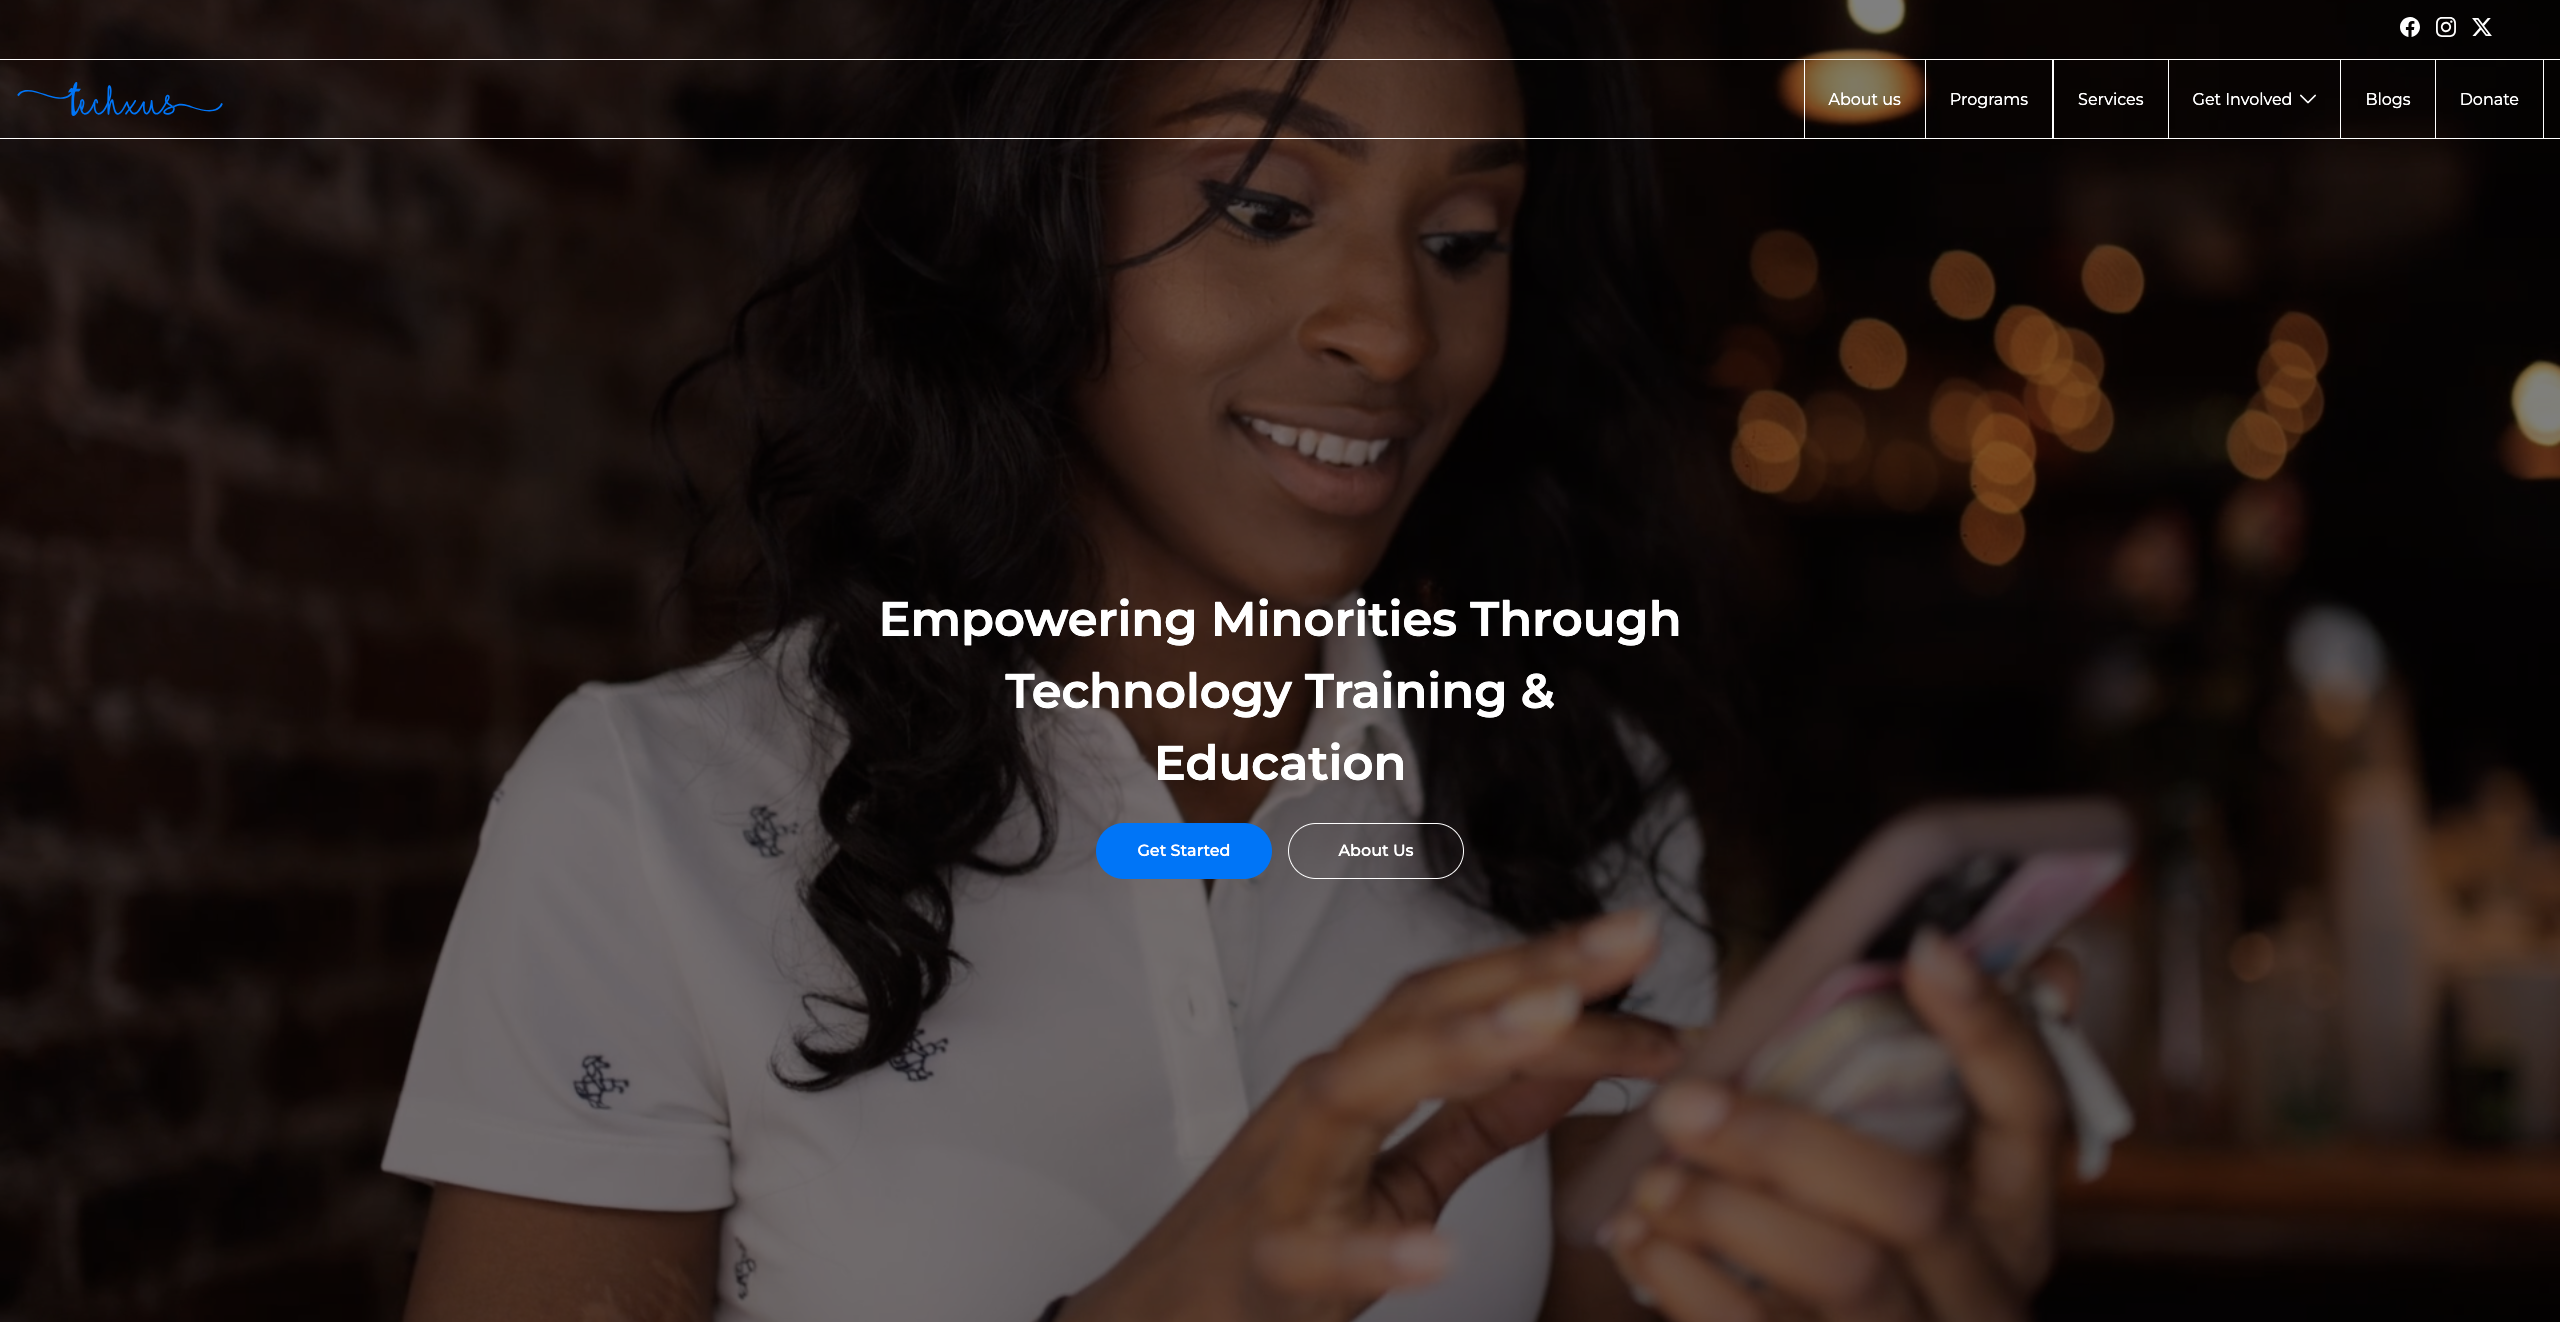 techxus
About us
Programs
Services
Get Involved
Blogs
Donate
Empowering Minorities Through
Technology Training &
Education
Get Started
About Us